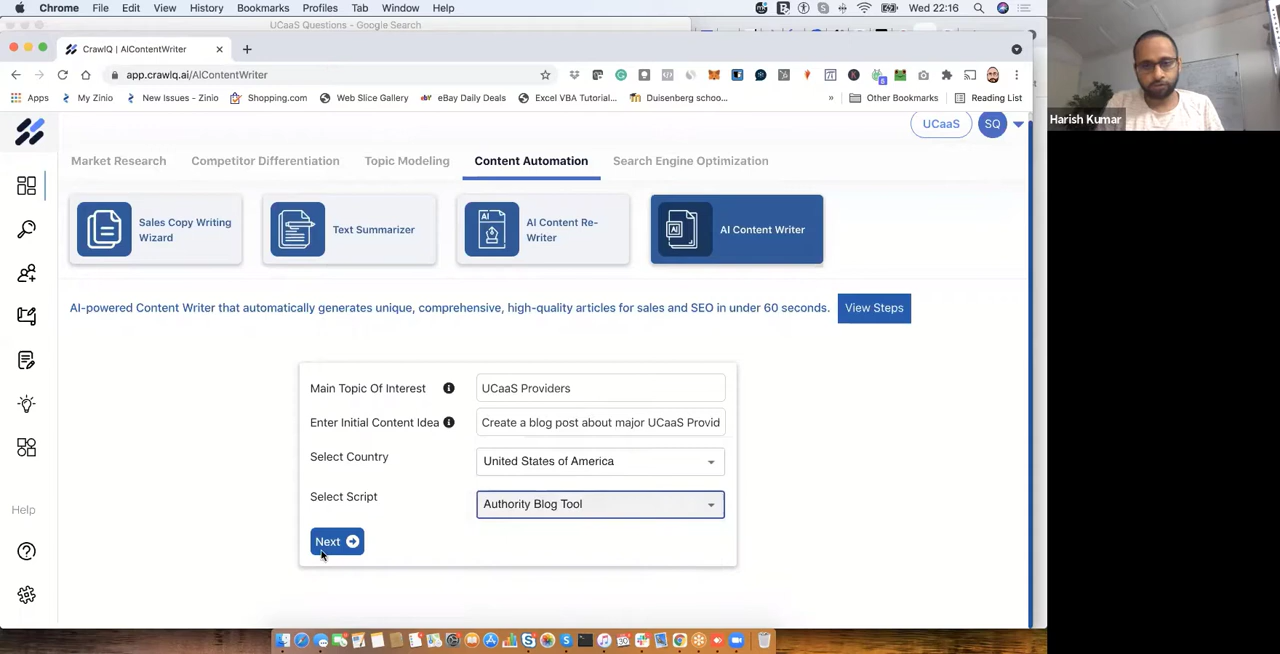 Chrome File Edit View History Bookmarks Profiles Tab Window Help Wed 22:16
UCaaS Questions - Google Search
CrawlQ | AIContentWriter
app.crawlq.ai/AIContentWriter
Apps My Zinio New Issues - Zinio Shopping.com Web Slice Gallery eBay Daily Deals Excel VBA Tutorial... Duisenberg schoo... » Other Bookmarks Reading List
Harish Kumar
UCaaS SQ
Market Research Competitor Differentiation Topic Modeling Content Automation Search Engine Optimization
Sales Copy Writing
Wizard
Text Summarizer
AI Content Re-
Writer
AI Content Writer
AI-powered Content Writer that automatically generates unique, comprehensive, high-quality articles for sales and SEO in under 60 seconds. View Steps
Main Topic Of Interest UCaaS Providers
Enter Initial Content Idea Create a blog post about major UCaaS Provid
Select Country United States of America
Select Script Authority Blog Tool
Next
Help